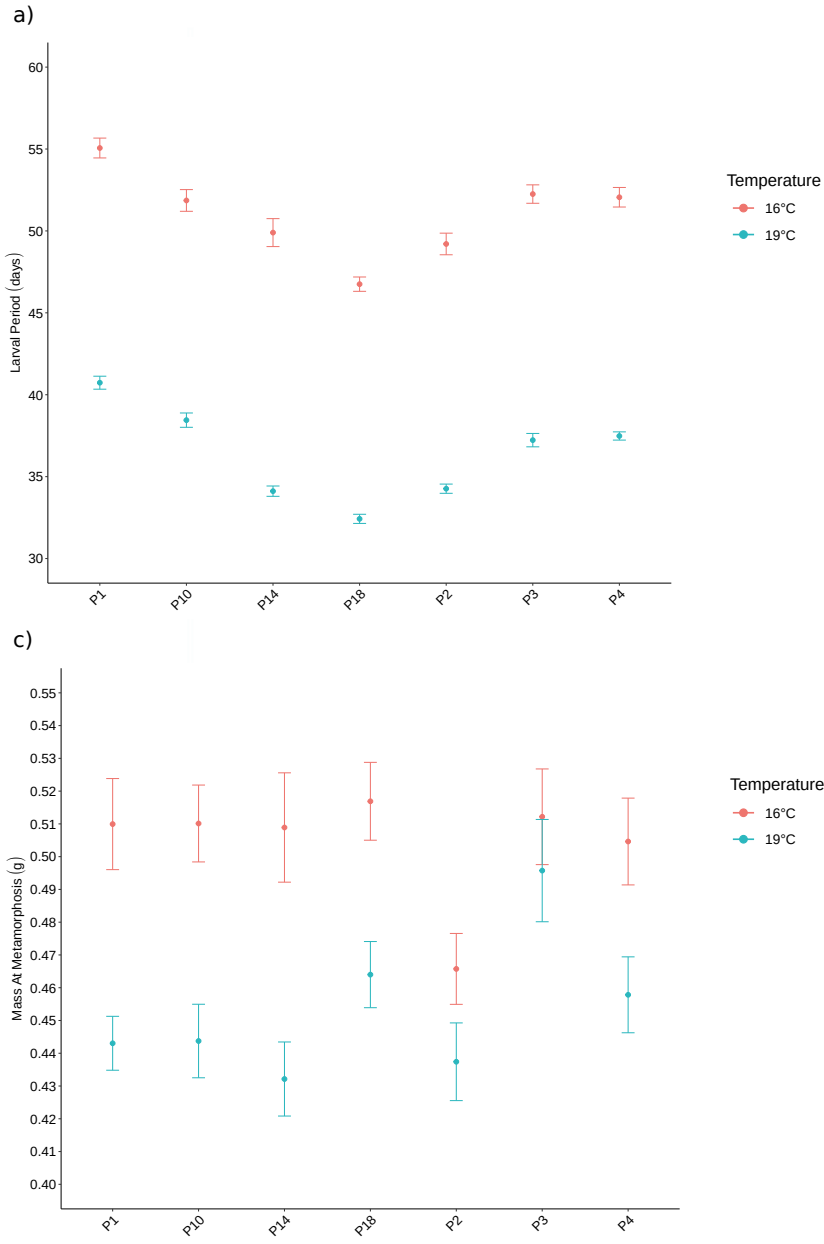 a)
60
55
50
45
40
35
30
Larval Period (days)
P1 P10 P14 P18 P2 P3 P4
Temperature
16°C
19°C
c)
0.55
0.54
0.53
0.52
0.51
0.50
0.49
0.48
0.47
0.46
0.45
0.44
0.43
0.42
0.41
0.40
Mass At Metamorphosis (g)
P1 P10 P14 P18 P2 P3 P4
Temperature
16°C
19°C